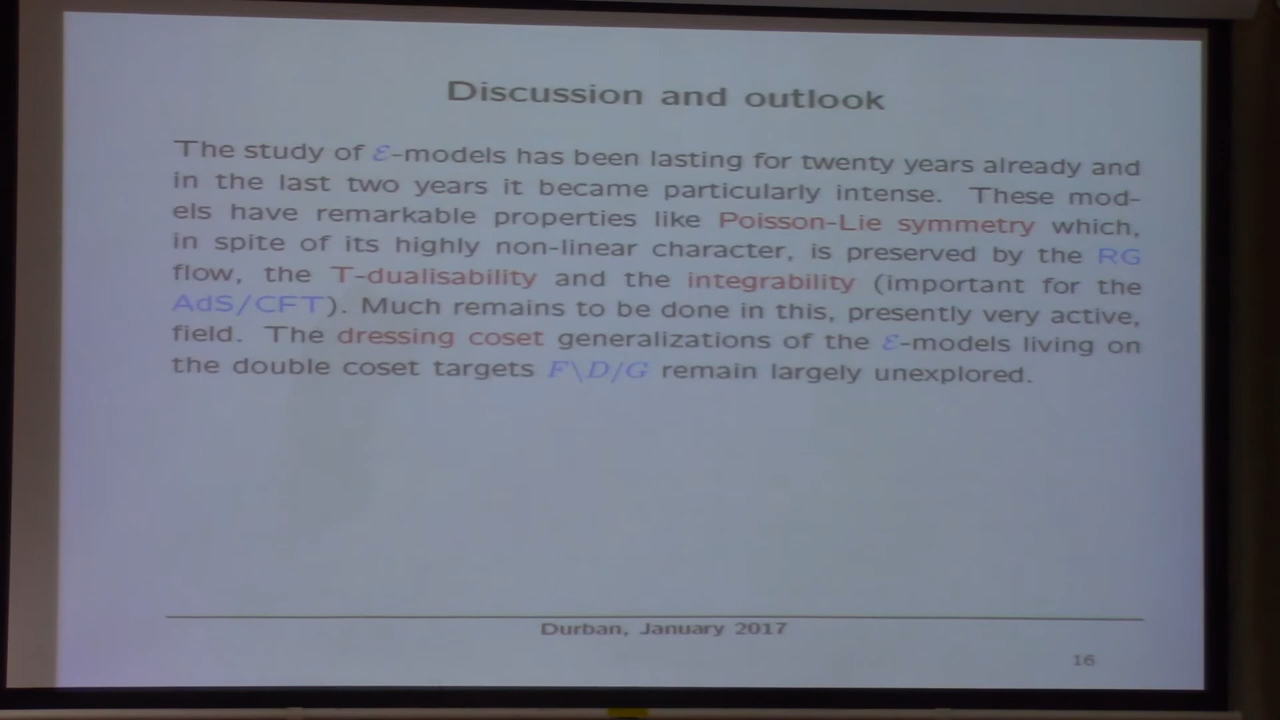 Discussion and outlook
The study of ℰ-models has been lasting for twenty years already and
in the last two years it became particularly intense. These mod-
els have remarkable properties like Poisson-Lie symmetry which,
in spite of its highly non-linear character, is preserved by the RG
flow, the T-dualisability and the integrability (important for the
AdS/CFT). Much remains to be done in this, presently very active,
field. The dressing coset generalizations of the ℰ-models living on
the double coset targets F\D/G remain largely unexplored.
Durban, January 2017
16